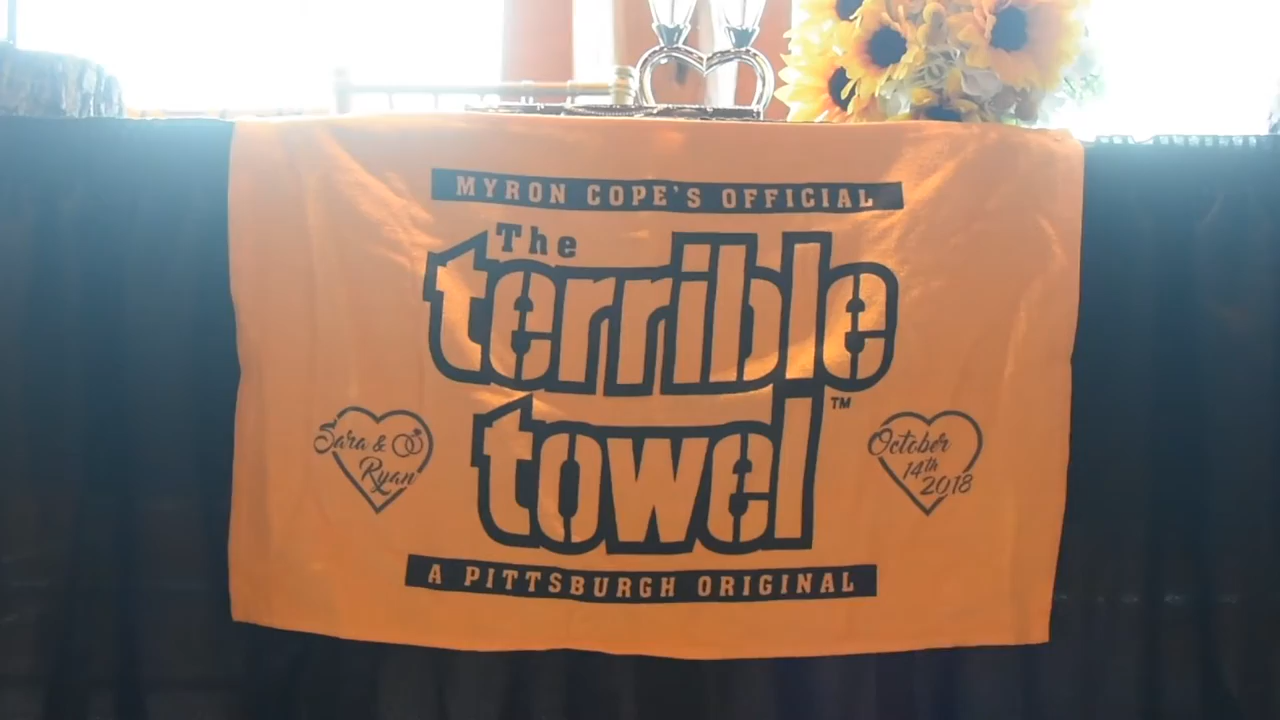 MYRON COPE'S OFFICIAL
The
terrible
towel
TM
Sara &
Ryan
October
14th
2018
A PITTSBURGH ORIGINAL